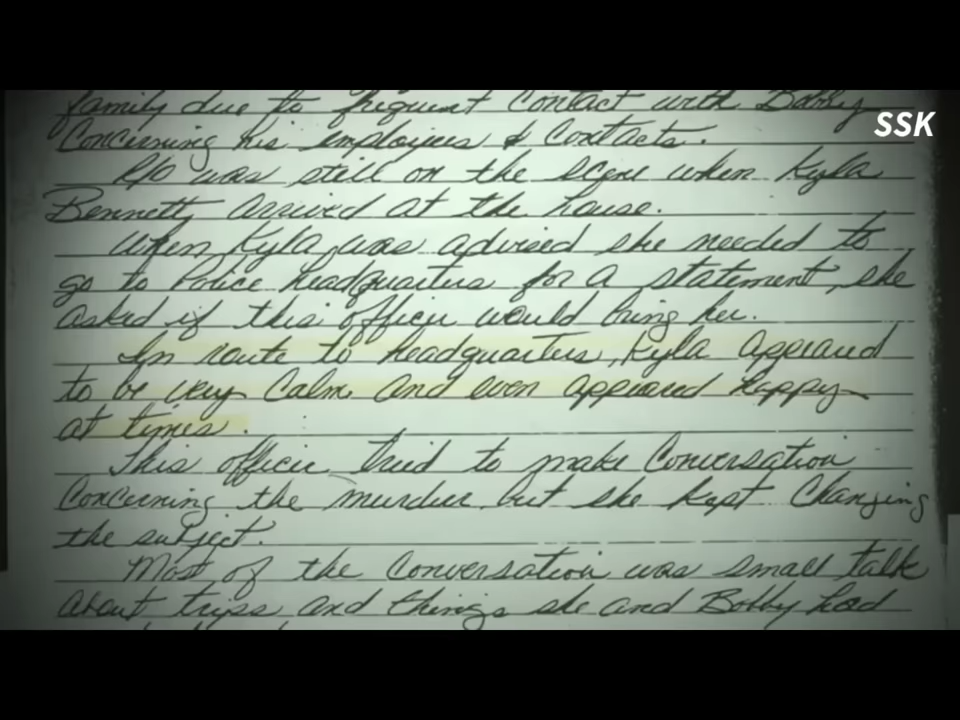 family due to frequent contact with Bobby
SSK
Concerning his employees & Contacts.
R/O was still on the scene when Kyla
Bennett arrived at the house.
When Kyla was advised she needed to
go to Police headquarters for a statement, she
asked if this officer would bring her.
In route to headquarters, Kyla appeared
to be very Calm and even appeared happy
at times.
This officer tried to make Conversation
Concerning the murder but she kept Changing
the subject.
Most of the Conversation was small talk
About trips and things she and Bobby had